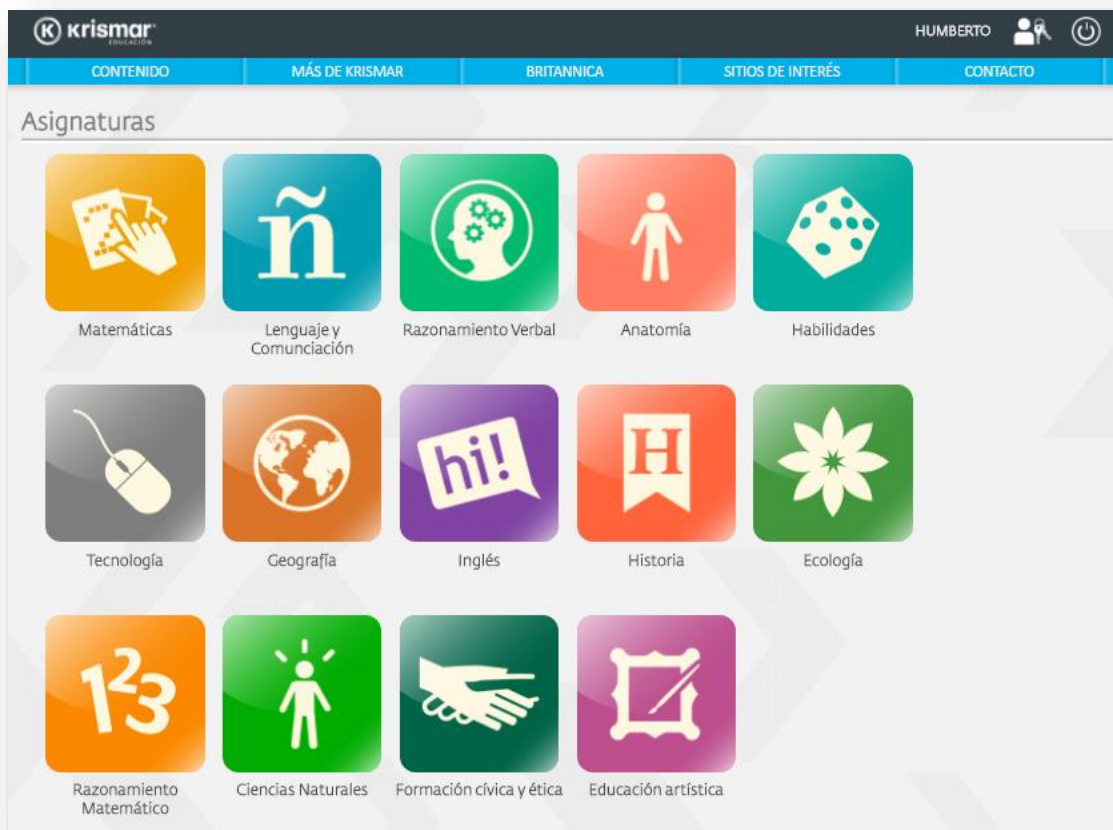 K krismar
EDUCACIÓN
HUMBERTO
CONTENIDO
MÁS DE KRISMAR
BRITANNICA
SITIOS DE INTERÉS
CONTACTO
Asignaturas
ñ
Matemáticas
Lenguaje y
Comunciación
Razonamiento Verbal
Anatomía
Habilidades
hi!
H
Tecnología
Geografía
Inglés
Historia
Ecología
123
Razonamiento
Matemático
Ciencias Naturales
Formación cívica y ética
Educación artística